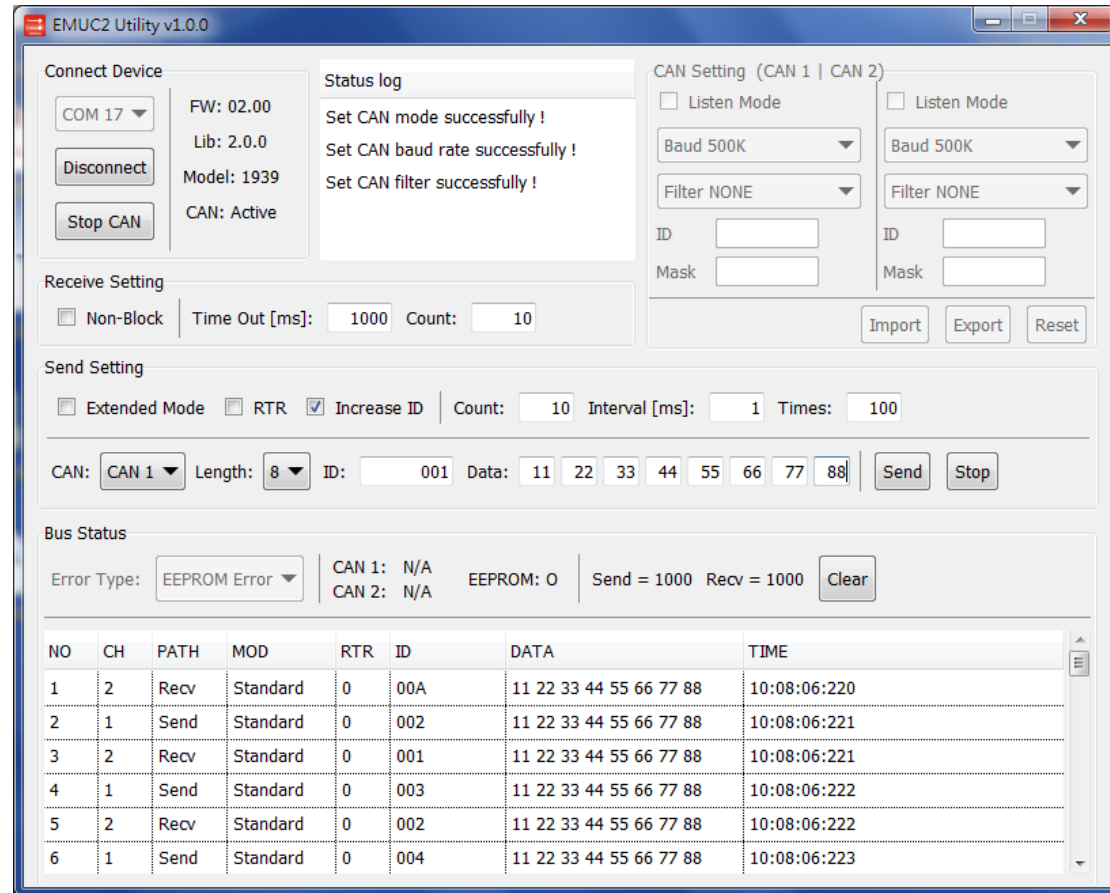 EMUC2 Utility v1.0.0
Connect Device
COM 17
Disconnect
Stop CAN
FW: 02.00
Lib: 2.0.0
Model: 1939
CAN: Active
Status log
Set CAN mode successfully !
Set CAN baud rate successfully !
Set CAN filter successfully !
CAN Setting (CAN 1 | CAN 2)
Listen Mode
Baud 500K
Filter NONE
ID
Mask
Listen Mode
Baud 500K
Filter NONE
ID
Mask
Import Export Reset
Receive Setting
Non-Block Time Out [ms]: 1000 Count: 10
Send Setting
Extended Mode RTR Increase ID Count: 10 Interval [ms]: 1 Times: 100
CAN: CAN 1 Length: 8 ID: 001 Data: 11 22 33 44 55 66 77 88 Send Stop
Bus Status
Error Type: EEPROM Error
CAN 1: N/A
CAN 2: N/A
EEPROM: O
Send = 1000 Recv = 1000 Clear
NO CH PATH MOD RTR ID DATA TIME
1 2 Recv Standard 0 00A 11 22 33 44 55 66 77 88 10:08:06:220
2 1 Send Standard 0 002 11 22 33 44 55 66 77 88 10:08:06:221
3 2 Recv Standard 0 001 11 22 33 44 55 66 77 88 10:08:06:221
4 1 Send Standard 0 003 11 22 33 44 55 66 77 88 10:08:06:222
5 2 Recv Standard 0 002 11 22 33 44 55 66 77 88 10:08:06:222
6 1 Send Standard 0 004 11 22 33 44 55 66 77 88 10:08:06:223